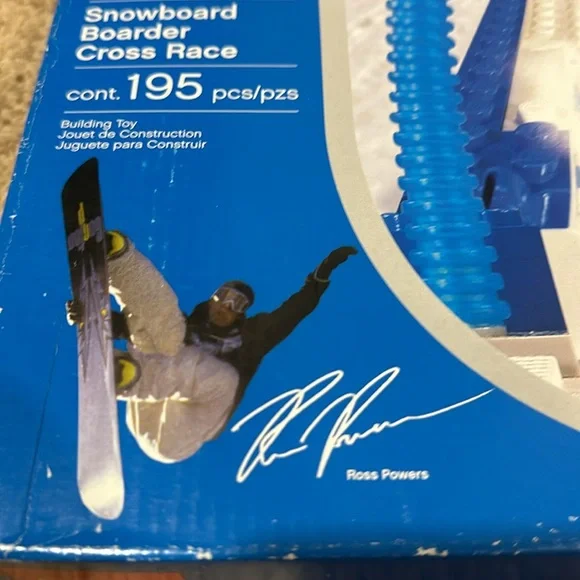 Snowboard
Boarder
Cross Race
cont. 195 pcs/pzs
Building Toy
Jouet de Construction
Juguete para Construir
Ross Powers